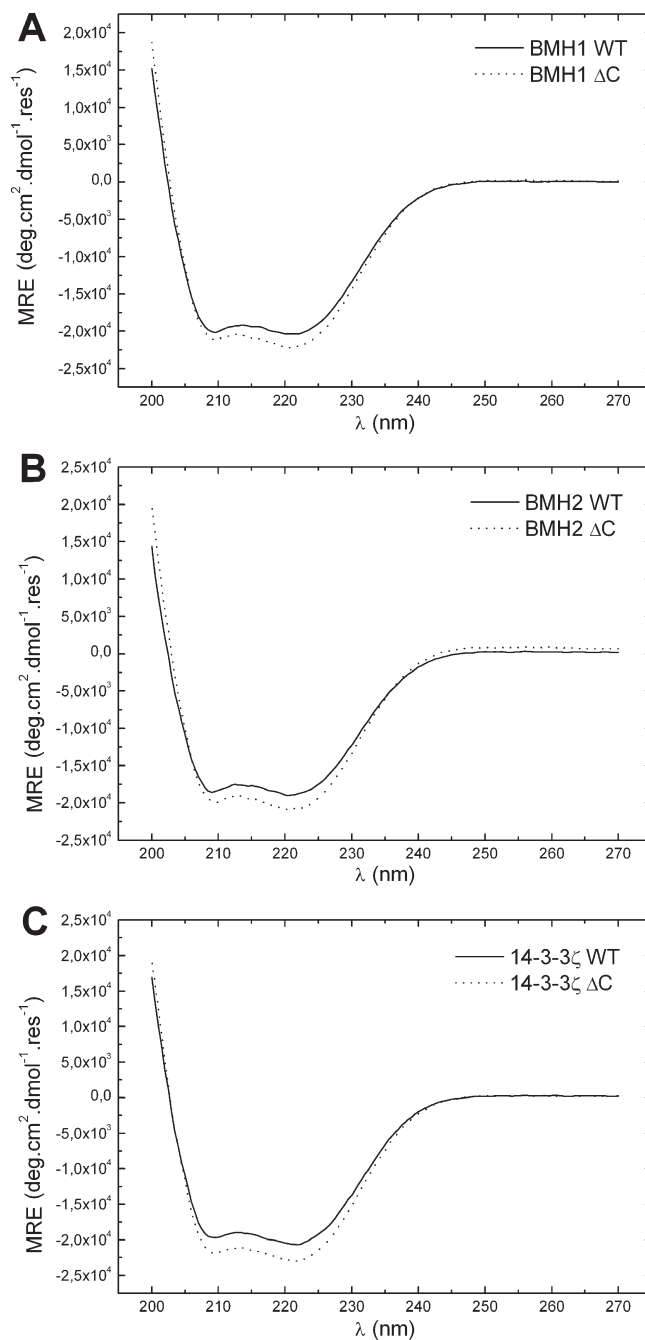 A
BMH1 WT
BMH1 ΔC
MRE (deg.cm².dmol⁻¹.res⁻¹)
2,0x10⁴
1,5x10⁴
1,0x10⁴
5,0x10³
0,0
-5,0x10³
-1,0x10⁴
-1,5x10⁴
-2,0x10⁴
-2,5x10⁴
200 210 220 230 240 250 260 270
λ (nm)
B
BMH2 WT
BMH2 ΔC
MRE (deg.cm².dmol⁻¹.res⁻¹)
2,5x10⁴
2,0x10⁴
1,5x10⁴
1,0x10⁴
5,0x10³
0,0
-5,0x10³
-1,0x10⁴
-1,5x10⁴
-2,0x10⁴
-2,5x10⁴
200 210 220 230 240 250 260 270
λ (nm)
C
14-3-3ζ WT
14-3-3ζ ΔC
MRE (deg.cm².dmol⁻¹.res⁻¹)
2,5x10⁴
2,0x10⁴
1,5x10⁴
1,0x10⁴
5,0x10³
0,0
-5,0x10³
-1,0x10⁴
-1,5x10⁴
-2,0x10⁴
-2,5x10⁴
200 210 220 230 240 250 260 270
λ (nm)